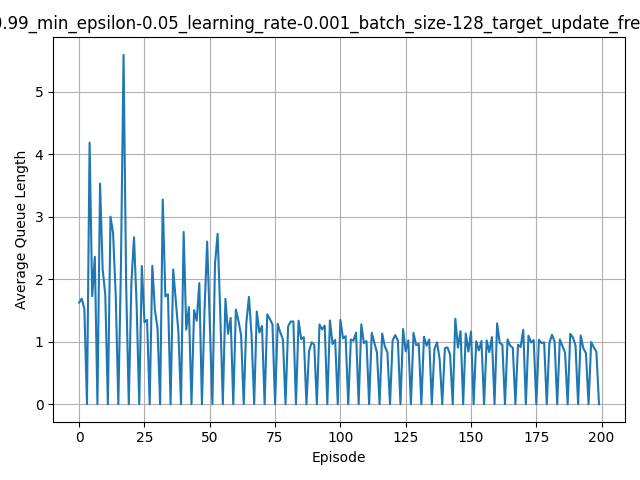 0.99_min_epsilon-0.05_learning_rate-0.001_batch_size-128_target_update_fre
Average Queue Length
5
4
3
2
1
0
0 25 50 75 100 125 150 175 200
Episode